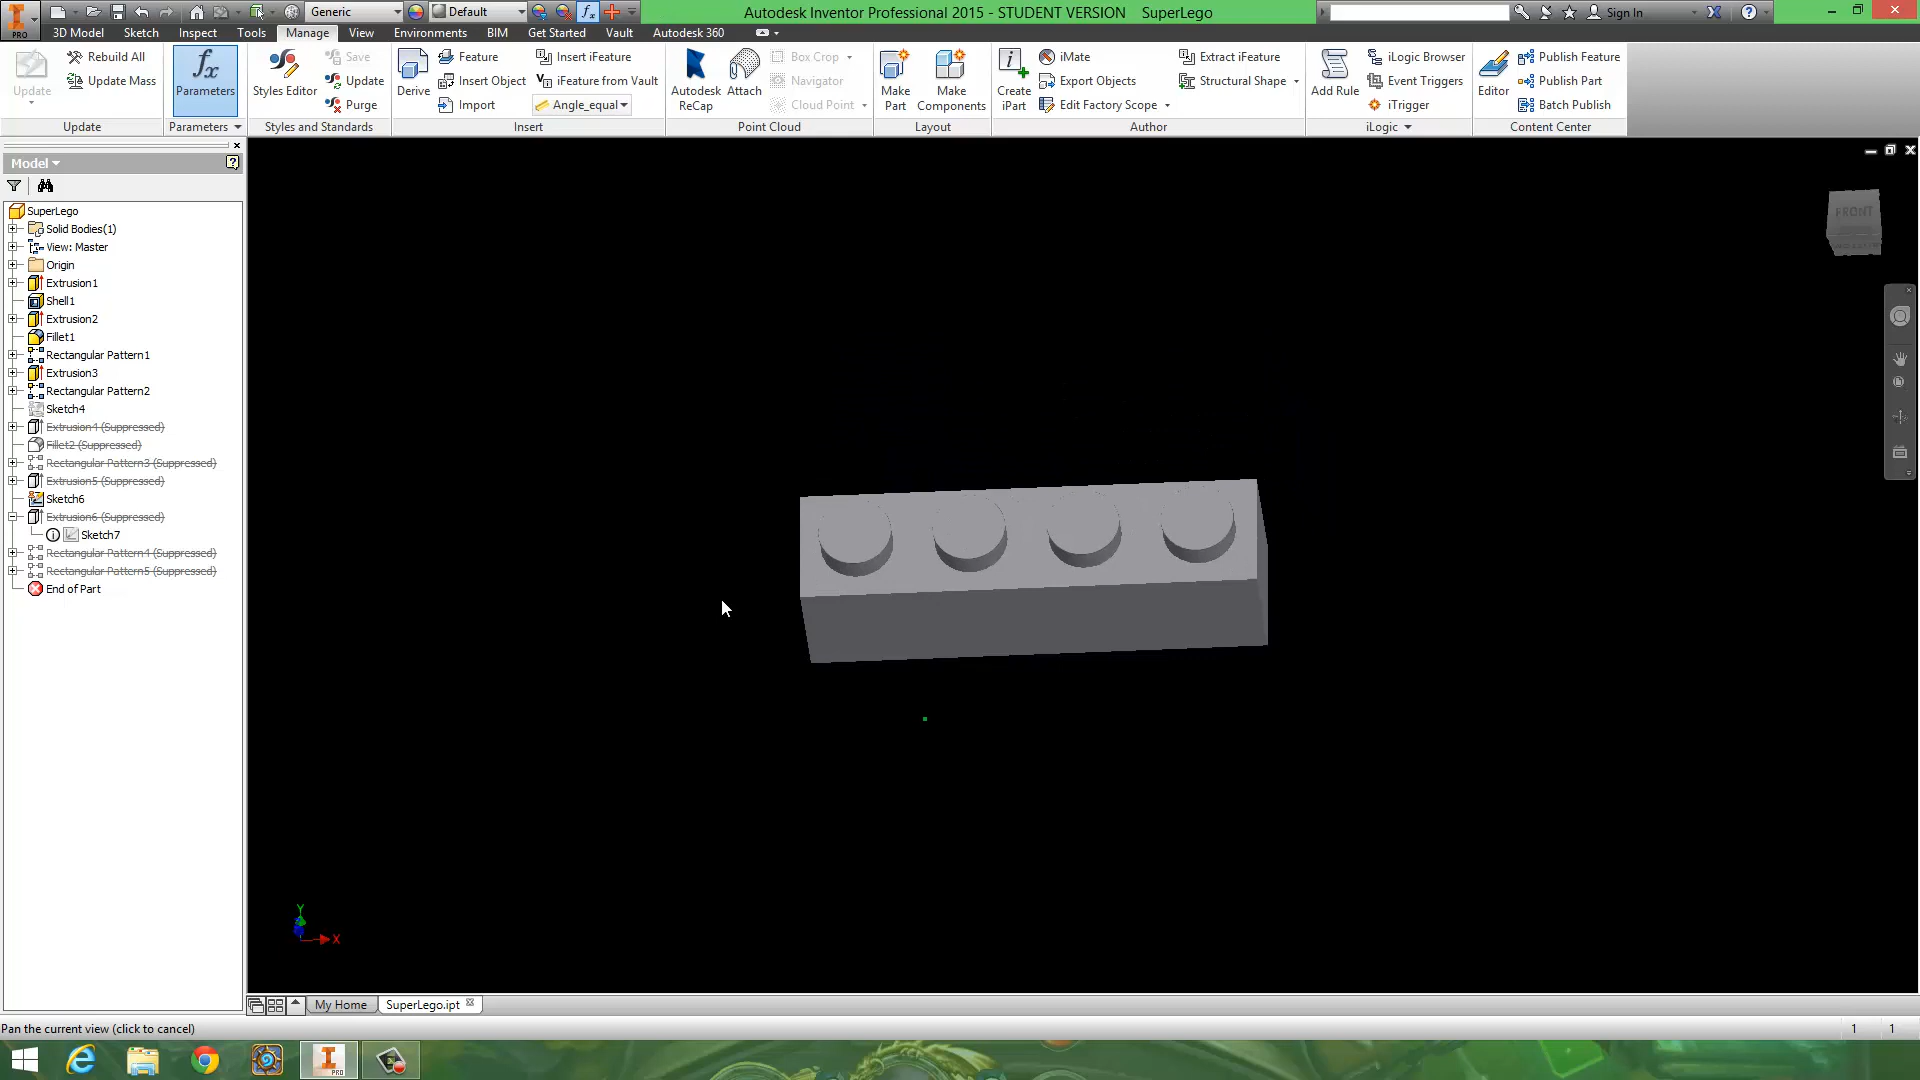 Generic Default Autodesk Inventor Professional 2015 - STUDENT VERSION SuperLego Sign In
PRO 3D Model Sketch Inspect Tools Manage View Environments BIM Get Started Vault Autodesk 360
Update
Rebuild All
Update Mass
Update
fx
Parameters
Parameters
Styles Editor
Save
Update
Purge
Styles and Standards
Derive
Feature
Insert Object
Import
Insert iFeature
iFeature from Vault
Angle_equal
Insert
Autodesk ReCap
Attach
Box Crop
Navigator
Cloud Point
Point Cloud
Make Part
Make Components
Layout
Create iPart
iMate
Export Objects
Edit Factory Scope
Extract iFeature
Structural Shape
Author
Add Rule
iLogic Browser
Event Triggers
iTrigger
iLogic
Editor
Publish Feature
Publish Part
Batch Publish
Content Center
Model
SuperLego
Solid Bodies(1)
View: Master
Origin
Extrusion1
Shell1
Extrusion2
Fillet1
Rectangular Pattern1
Extrusion3
Rectangular Pattern2
Sketch4
Extrusion4 (Suppressed)
Fillet2 (Suppressed)
Rectangular Pattern3 (Suppressed)
Extrusion5 (Suppressed)
Sketch6
Extrusion6 (Suppressed)
Sketch7
Rectangular Pattern4 (Suppressed)
Rectangular Pattern5 (Suppressed)
End of Part
FRONT
Y
X
My Home SuperLego.ipt
Pan the current view (click to cancel) 1 1
PRO